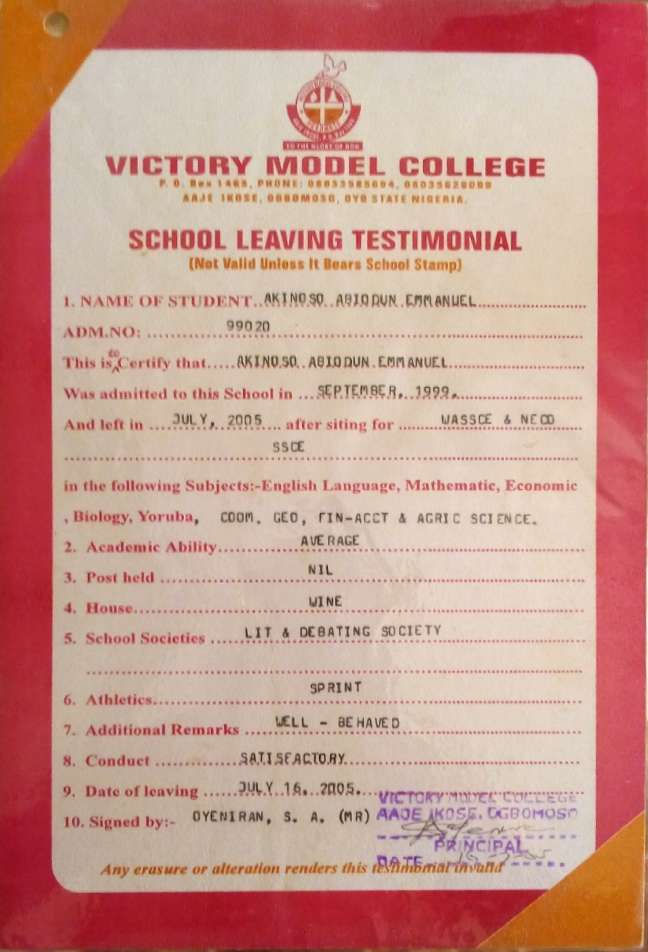 TO THE GLORY OF GOD
VICTORY MODEL COLLEGE
AAJE IKOSE, OGBOMOSO, OYO STATE NIGERIA.
SCHOOL LEAVING TESTIMONIAL
(Not Valid Unless It Bears School Stamp)
1. NAME OF STUDENT..AKINOSO ABIODUN EMMANUEL
ADM.NO: 99020
This is to Certify that.....AKINOSO ABIODUN EMMANUEL
Was admitted to this School in ...SEPTEMBER, 1999.
And left in ....JULY, 2005.... after siting for .........WASSCE & NECO
SSCE
in the following Subjects:-English Language, Mathematic, Economic
, Biology, Yoruba, COOM. GEO, FIN-ACCT & AGRIC SCIENCE.
2. Academic Ability AVERAGE
3. Post held NIL
4. House WINE
5. School Societies LIT & DEBATING SOCIETY
6. Athletics SPRINT
7. Additional Remarks WELL - BEHAVED
8. Conduct SATISFACTORY
9. Date of leaving JULY 16, 2005.
VICTORY MODEL COLLEGE
10. Signed by:- OYENIRAN, S. A. (MR) AAJE IKOSE, OGBOMOSO
PRINCIPAL
DATE
Any erasure or alteration renders this testimonial invalid